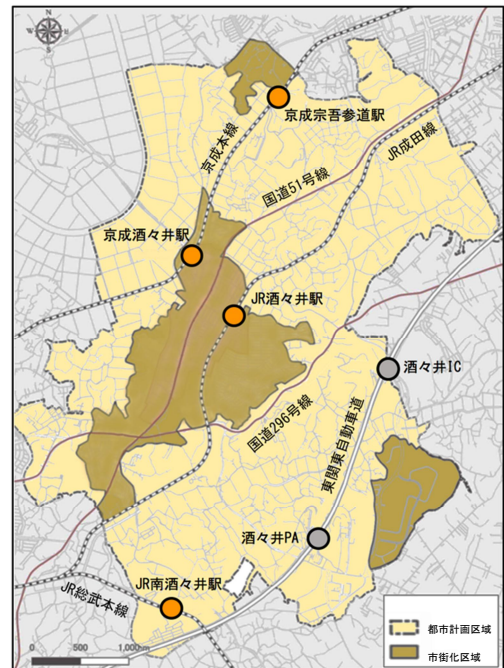 N
S
京成宗吾参道駅
京成本線
JR成田線
国道51号線
京成酒々井駅
JR酒々井駅
酒々井IC
国道296号線
東関東自動車道
酒々井PA
JR南酒々井駅
JR総武本線
都市計画区域
市街化区域
0 500 1,000m